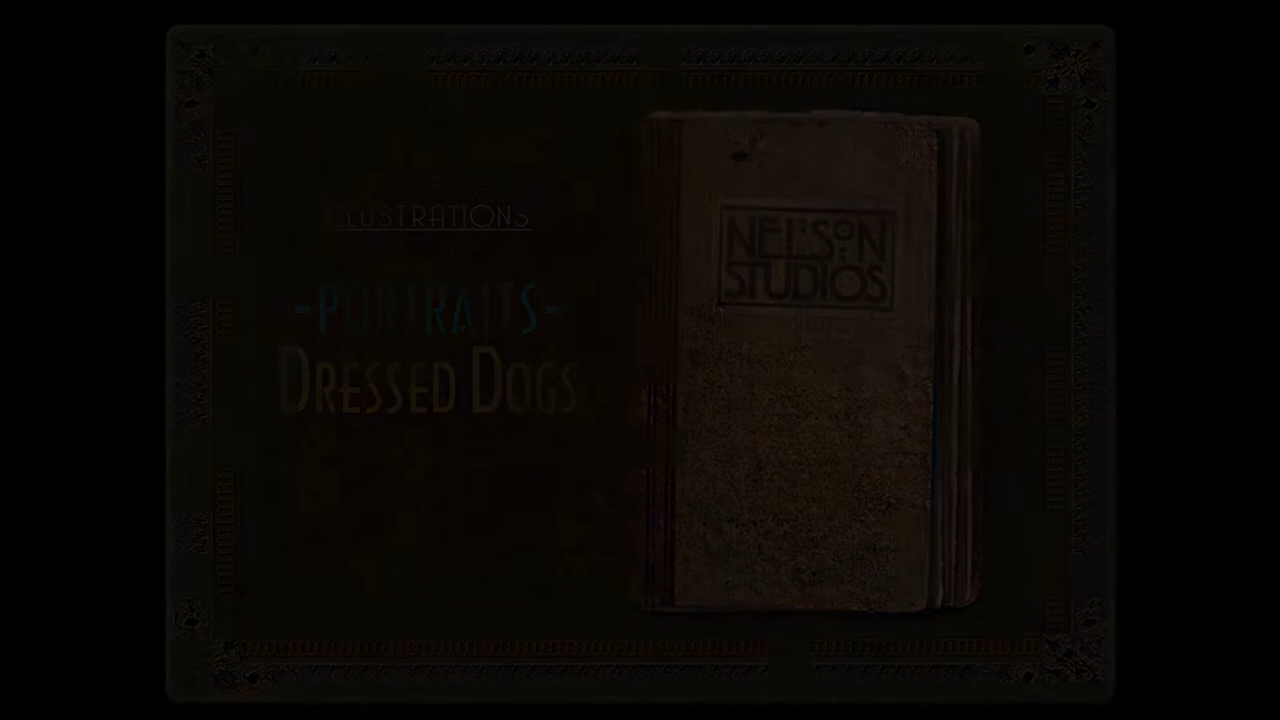 ILLUSTRATIONS
-PORTRAITS-
DRESSED DOGS
NELSON
STUDIOS